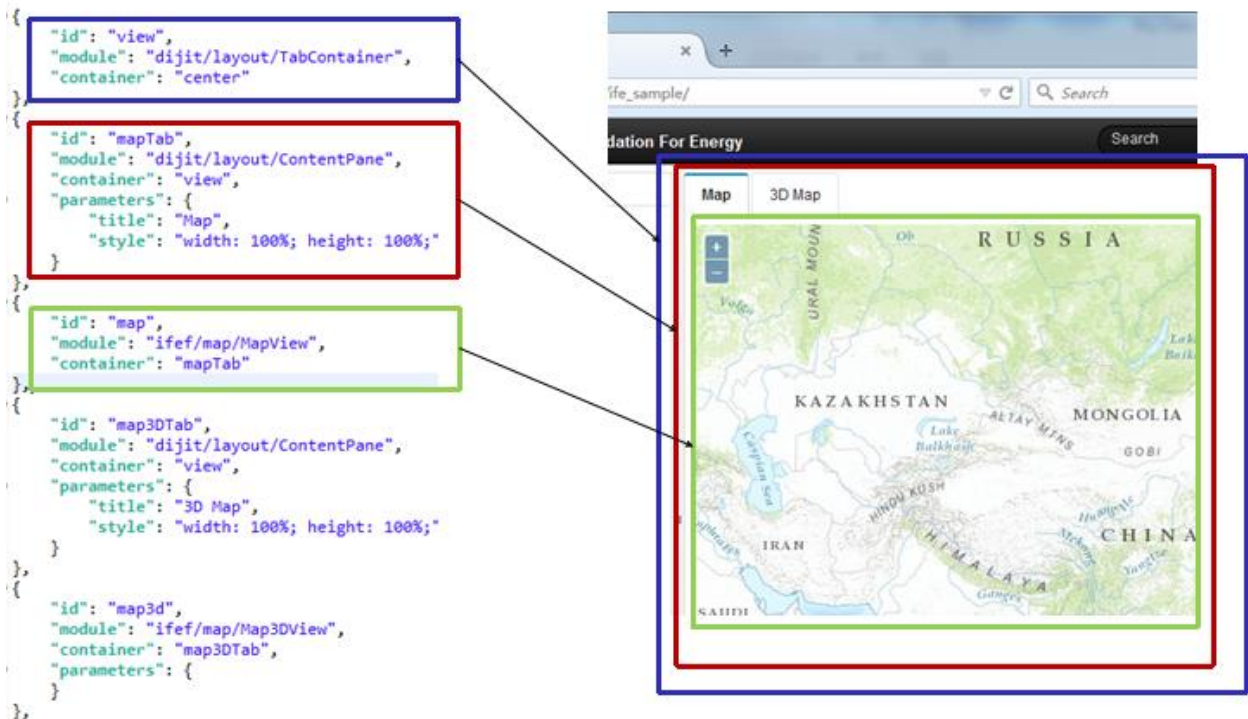 {
"id": "view",
"module": "dijit/layout/TabContainer",
"container": "center"
},
{
"id": "mapTab",
"module": "dijit/layout/ContentPane",
"container": "view",
"parameters": {
"title": "Map",
"style": "width: 100%; height: 100%;"
}
},
{
"id": "map",
"module": "ifef/map/MapView",
"container": "mapTab"
},
{
"id": "map3DTab",
"module": "dijit/layout/ContentPane",
"container": "view",
"parameters": {
"title": "3D Map",
"style": "width: 100%; height: 100%;"
}
},
{
"id": "map3d",
"module": "ifef/map/Map3DView",
"container": "map3DTab",
"parameters": {
}
},
× +
ife_sample/ Search
dation For Energy Search
Map 3D Map
+
−
Ob
RUSSIA
URAL MOUN
Volga
Lake
KAZAKHSTAN
ALTAY MTNS
MONGOLIA
Lake
Balkhash
GOBI
Caspian Sea
HINDU KUSH
Huang He
CHINA
IRAN
Mekong
Yangtze
HIMALAYA
Ganges
SAUDI